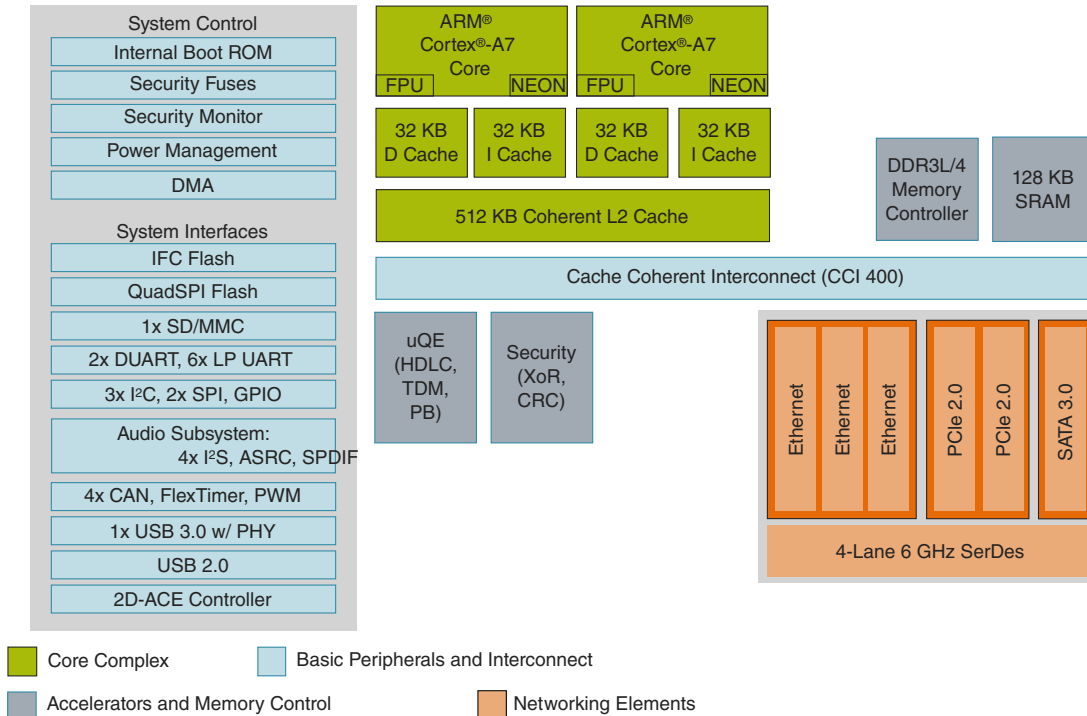 System Control
Internal Boot ROM
Security Fuses
Security Monitor
Power Management
DMA
System Interfaces
IFC Flash
QuadSPI Flash
1x SD/MMC
2x DUART, 6x LP UART
3x I²C, 2x SPI, GPIO
Audio Subsystem:
4x I²S, ASRC, SPDIF
4x CAN, FlexTimer, PWM
1x USB 3.0 w/ PHY
USB 2.0
2D-ACE Controller
ARM®
Cortex®-A7
Core
FPU
NEON
ARM®
Cortex®-A7
Core
FPU
NEON
32 KB
D Cache
32 KB
I Cache
32 KB
D Cache
32 KB
I Cache
512 KB Coherent L2 Cache
DDR3L/4
Memory
Controller
128 KB
SRAM
Cache Coherent Interconnect (CCI 400)
uQE
(HDLC,
TDM,
PB)
Security
(XoR,
CRC)
Ethernet
Ethernet
Ethernet
PCIe 2.0
PCIe 2.0
SATA 3.0
4-Lane 6 GHz SerDes
Core Complex
Basic Peripherals and Interconnect
Accelerators and Memory Control
Networking Elements